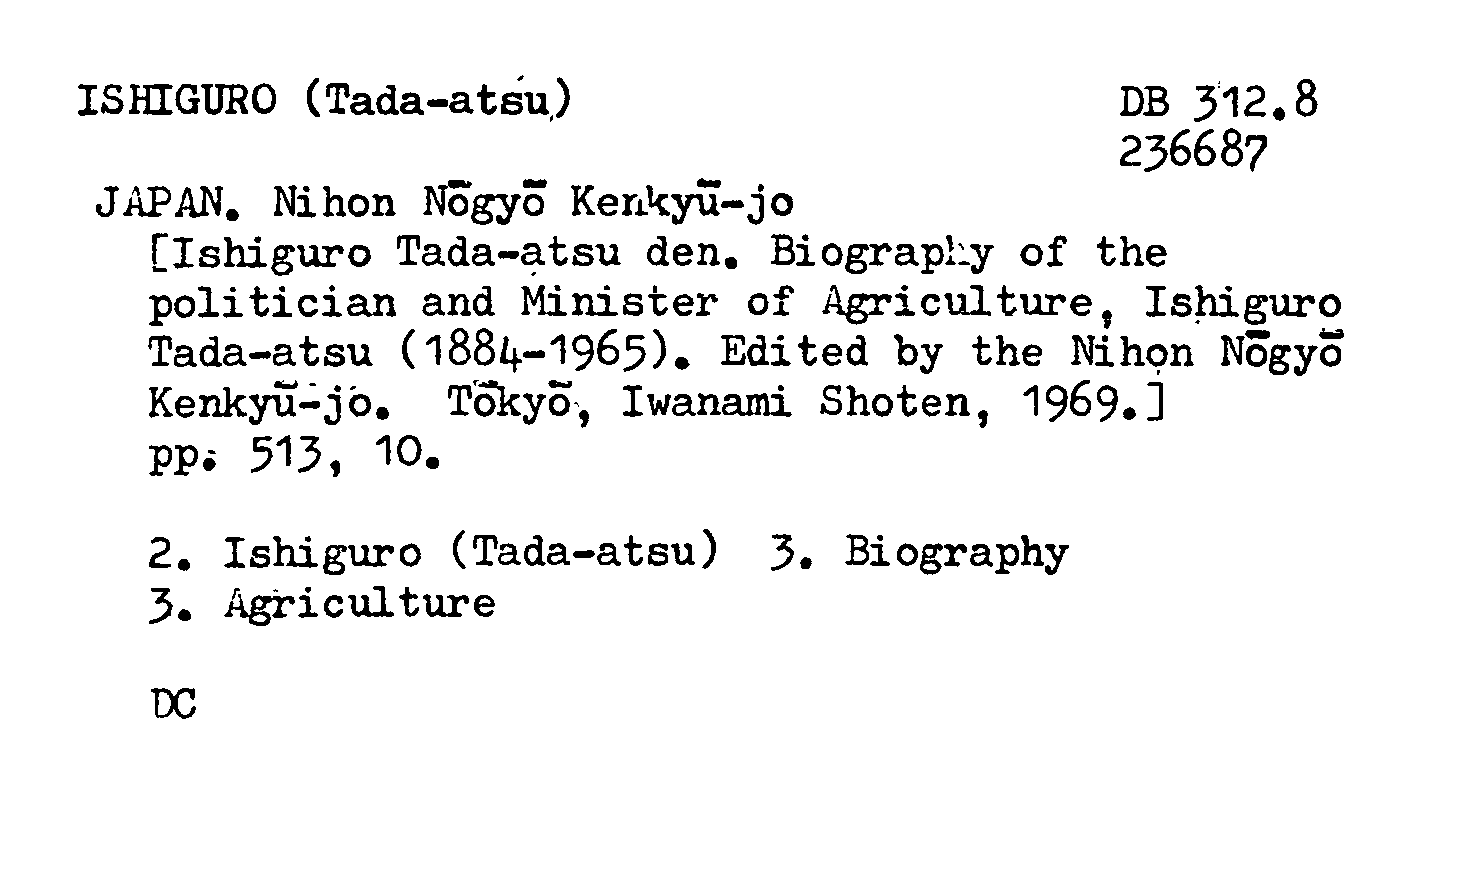 ISHIGURO (Tada-atsu)
DB 312.8
236687
JAPAN. Nihon Nōgyō Kenkyū-jo
[Ishiguro Tada-atsu den. Biography of the
politician and Minister of Agriculture, Ishiguro
Tada-atsu (1884-1965). Edited by the Nihon Nōgyō
Kenkyū-jo. Tōkyō, Iwanami Shoten, 1969.]
pp. 513, 10.
2. Ishiguro (Tada-atsu) 3. Biography
3. Agriculture
DC